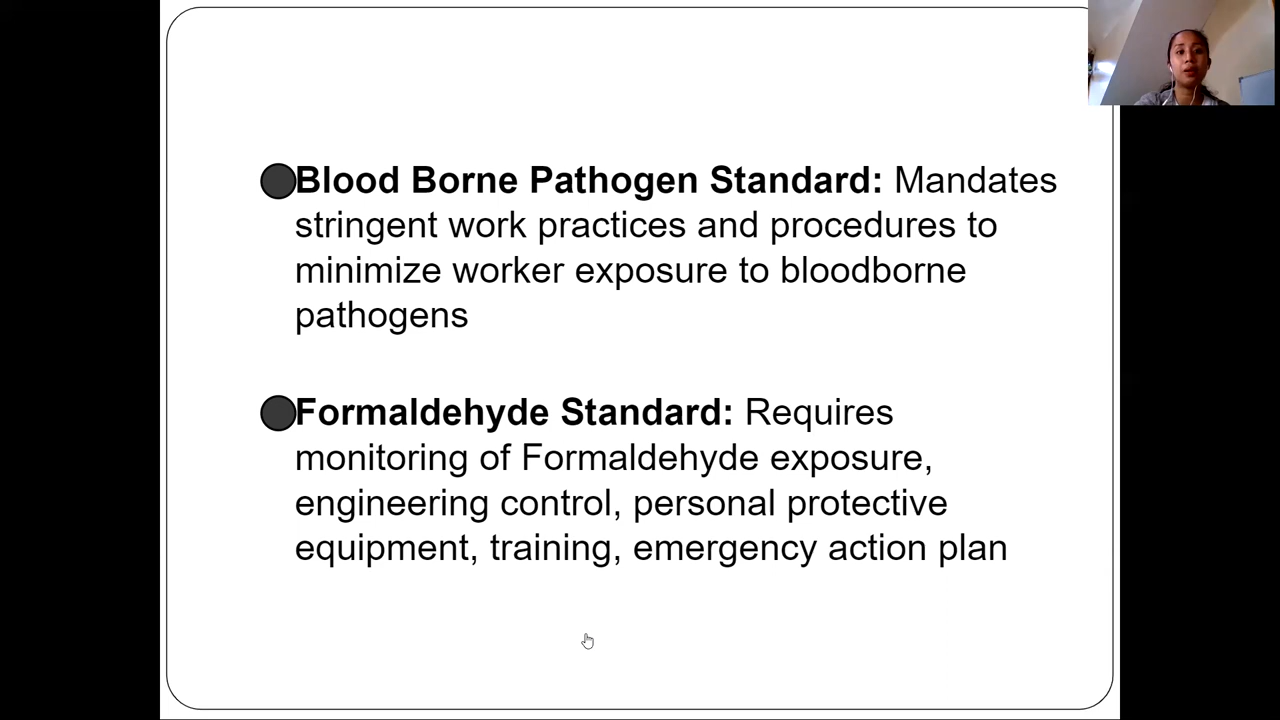 Blood Borne Pathogen Standard: Mandates
stringent work practices and procedures to
minimize worker exposure to bloodborne
pathogens
Formaldehyde Standard: Requires
monitoring of Formaldehyde exposure,
engineering control, personal protective
equipment, training, emergency action plan